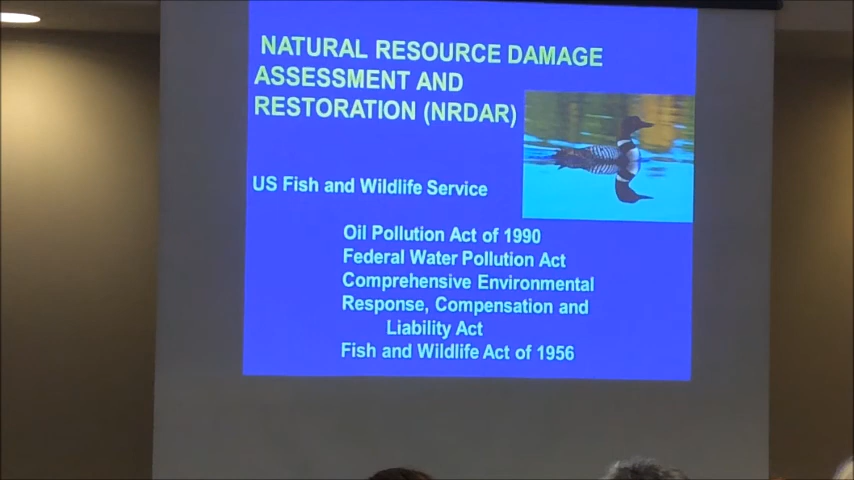 NATURAL RESOURCE DAMAGE
ASSESSMENT AND
RESTORATION (NRDAR)
US Fish and Wildlife Service
Oil Pollution Act of 1990
Federal Water Pollution Act
Comprehensive Environmental
Response, Compensation and
Liability Act
Fish and Wildlife Act of 1956